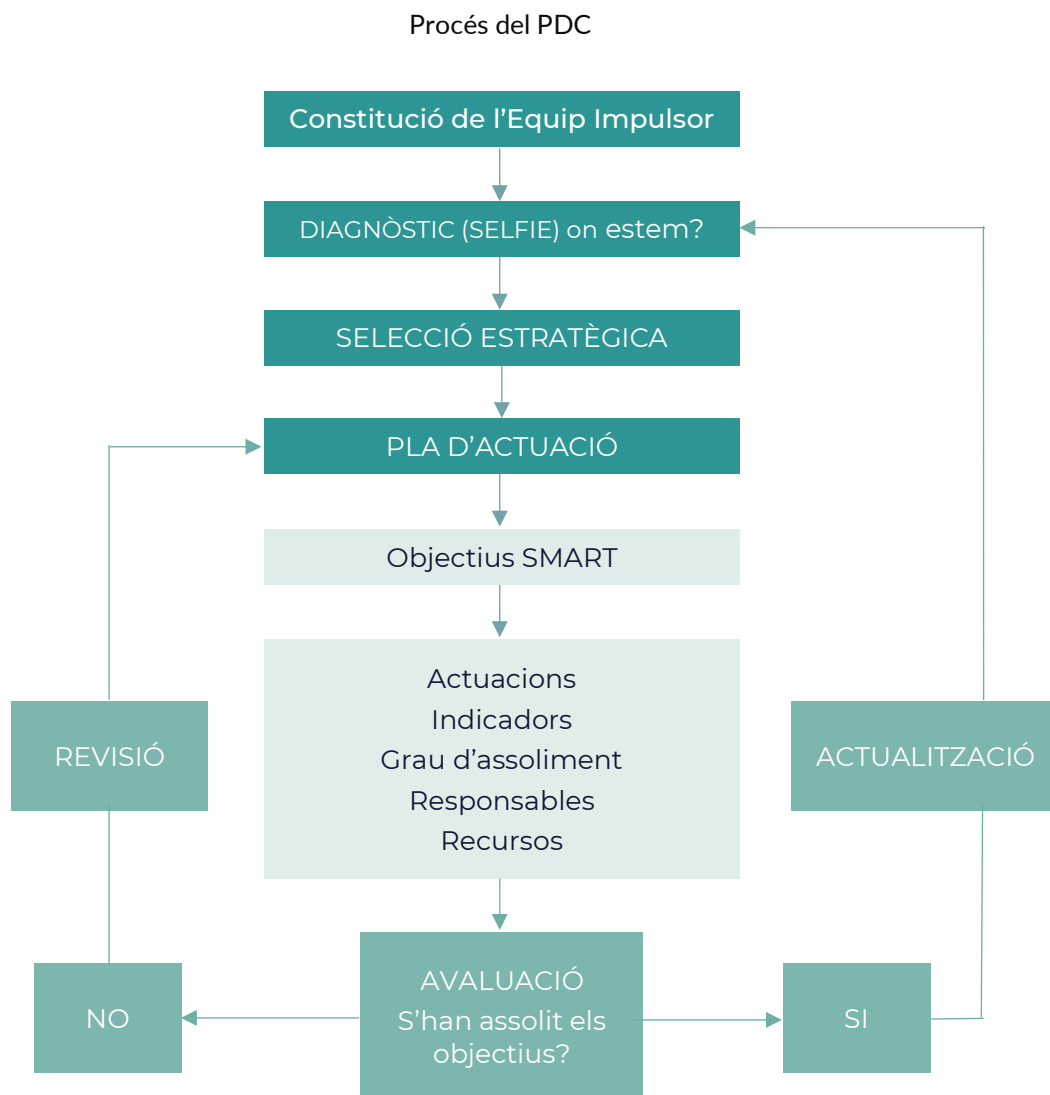 Procés del PDC
Constitució de l'Equip Impulsor
DIAGNÒSTIC (SELFIE) on estem?
SELECCIÓ ESTRATÈGICA
PLA D'ACTUACIÓ
Objectius SMART
Actuacions
Indicadors
Grau d'assoliment
Responsables
Recursos
REVISIÓ
ACTUALITZACIÓ
AVALUACIÓ
S'han assolit els
objectius?
NO
SI